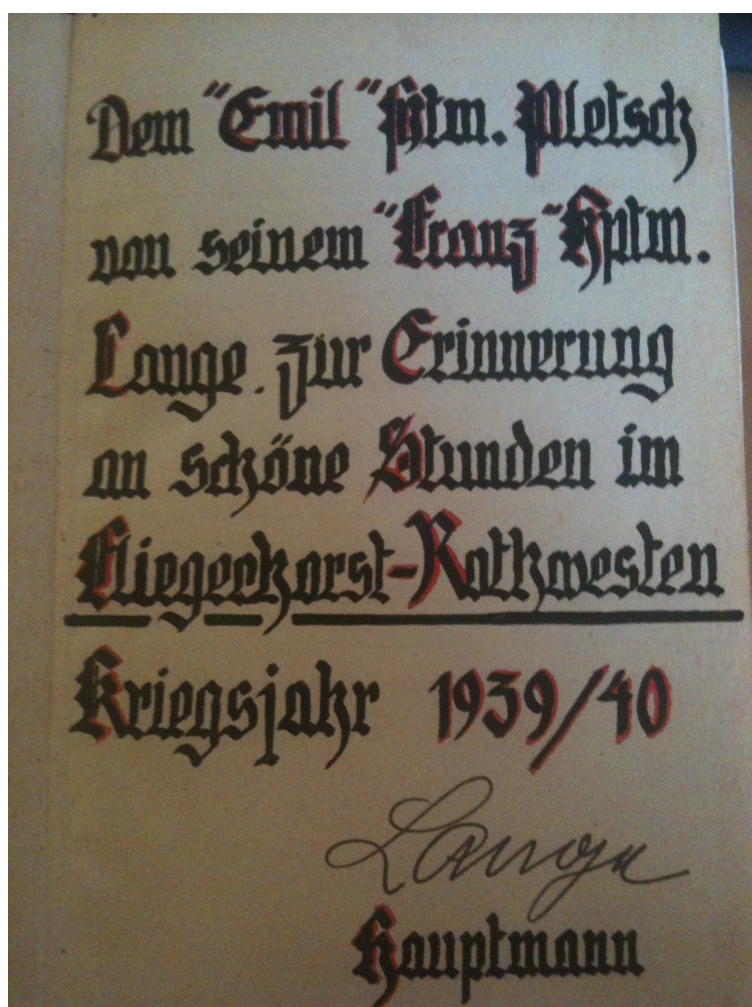 Dem "Emil" Hptm. Pletsch
von seinem "Franz" Hptm.
Lange. zur Erinnerung
an schöne Stunden im
Fliegerhorst-Rothwesten
Kriegsjahr 1939/40
Lange
Hauptmann